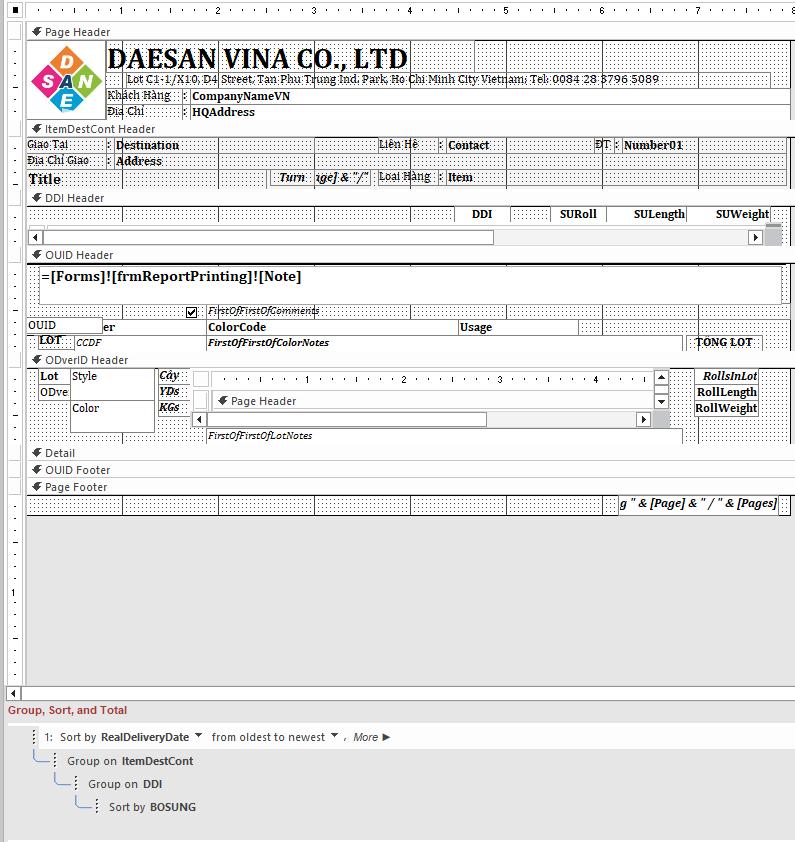 1 2 3 4 5 6 7 8
Page Header
D
S A N
E
DAESAN VINA CO., LTD
Lot C1-1/X10, D4 Street, Tan Phu Trung Ind. Park, Ho Chi Minh City Vietnam; Tel: 0084 28 3796 5089
Khách Hàng : CompanyNameVN
Địa Chỉ : HQAddress
ItemDestCont Header
Giao Tại : Destination Liên Hệ : Contact ĐT : Number01
Địa Chỉ Giao : Address
Title Turn age] & "/" Loại Hàng : Item
DDI Header
DDI SURoll SULength SUWeight
OUID Header
=[Forms]![frmReportPrinting]![Note]
FirstOfFirstOfComments
OUID er ColorCode Usage
LOT CCDF FirstOfFirstOfColorNotes TỔNG LOT
ODverID Header
Lot Style Cây 1 2 3 4 RollsInLot
ODve YDs RollLength
Color KGs Page Header RollWeight
FirstOfFirstOfLotNotes
Detail
OUID Footer
Page Footer
g " & [Page] & " / " & [Pages]
1
Group, Sort, and Total
1: Sort by RealDeliveryDate from oldest to newest , More
Group on ItemDestCont
Group on DDI
Sort by BOSUNG